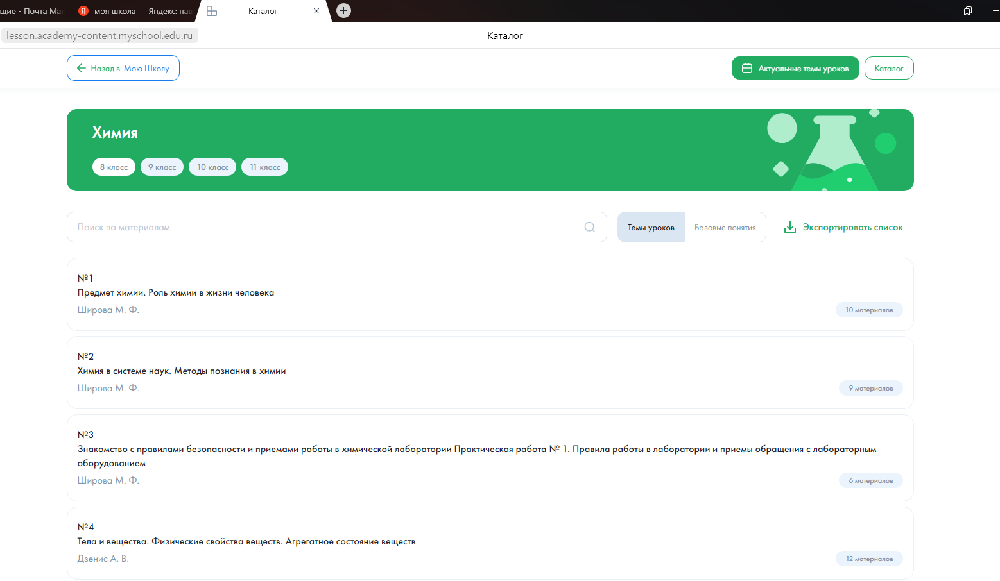 щие - Почта Mai
Я моя школа — Яндекс: наш
Каталог
lesson.academy-content.myschool.edu.ru
Каталог
Назад в Мою Школу
Актуальные темы уроков
Каталог
Химия
8 класс
9 класс
10 класс
11 класс
Поиск по материалам
Темы уроков
Базовые понятия
Экспортировать список
№1
Предмет химии. Роль химии в жизни человека
Широва М. Ф.
10 материалов
№2
Химия в системе наук. Методы познания в химии
Широва М. Ф.
9 материалов
№3
Знакомство с правилами безопасности и приемами работы в химической лаборатории Практическая работа № 1. Правила работы в лаборатории и приемы обращения с лабораторным
оборудованием
Широва М. Ф.
6 материалов
№4
Тела и вещества. Физические свойства веществ. Агрегатное состояние веществ
Дзенис А. В.
12 материалов